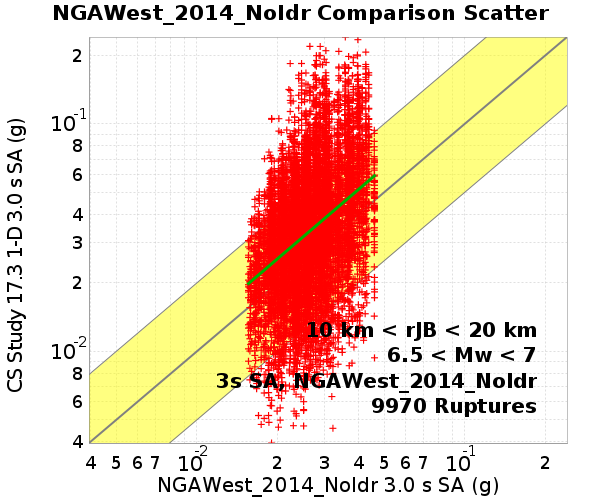 NGAWest_2014_NoIdr Comparison Scatter
CS Study 17.3 1-D 3.0 s SA (g)
2
10-1
8
6
4
3
2
10-2
8
6
4
10 km < rJB < 20 km
6.5 < Mw < 7
3s SA, NGAWest_2014_NoIdr
9970 Ruptures
4 5 6 7 10-2 2 3 4 5 6 7 10-1 2
NGAWest_2014_NoIdr 3.0 s SA (g)